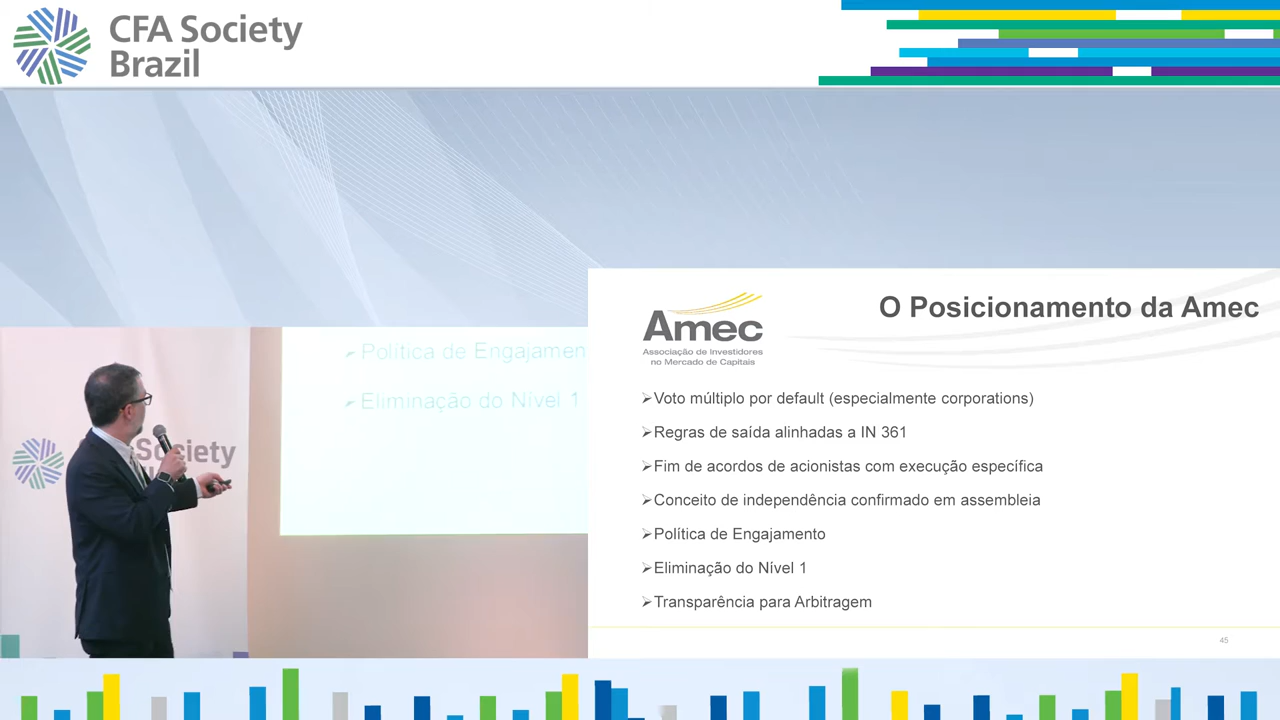 CFA Society
Brazil
O Posicionamento da Amec
Amec
Associação de Investidores
no Mercado de Capitais
➢Voto múltiplo por default (especialmente corporations)
➢Regras de saída alinhadas a IN 361
➢Fim de acordos de acionistas com execução específica
➢Conceito de independência confirmado em assembleia
➢Política de Engajamento
➢Eliminação do Nível 1
➢Transparência para Arbitragem
45
Política de Engajamen
Eliminação do Nível 1
Society